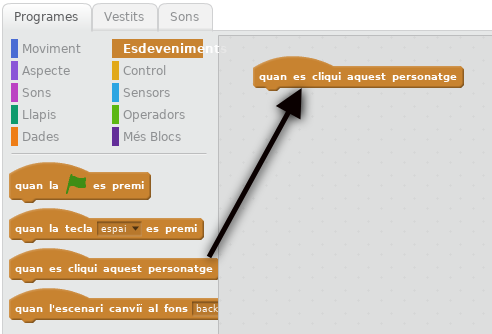 Programes Vestits Sons
Moviment Esdeveniments
Aspecte Control
Sons Sensors
Llapis Operadors
Dades Més Blocs
quan la es premi
quan la tecla espai es premi
quan es cliqui aquest personatge
quan l'escenari canviï al fons back
quan es cliqui aquest personatge